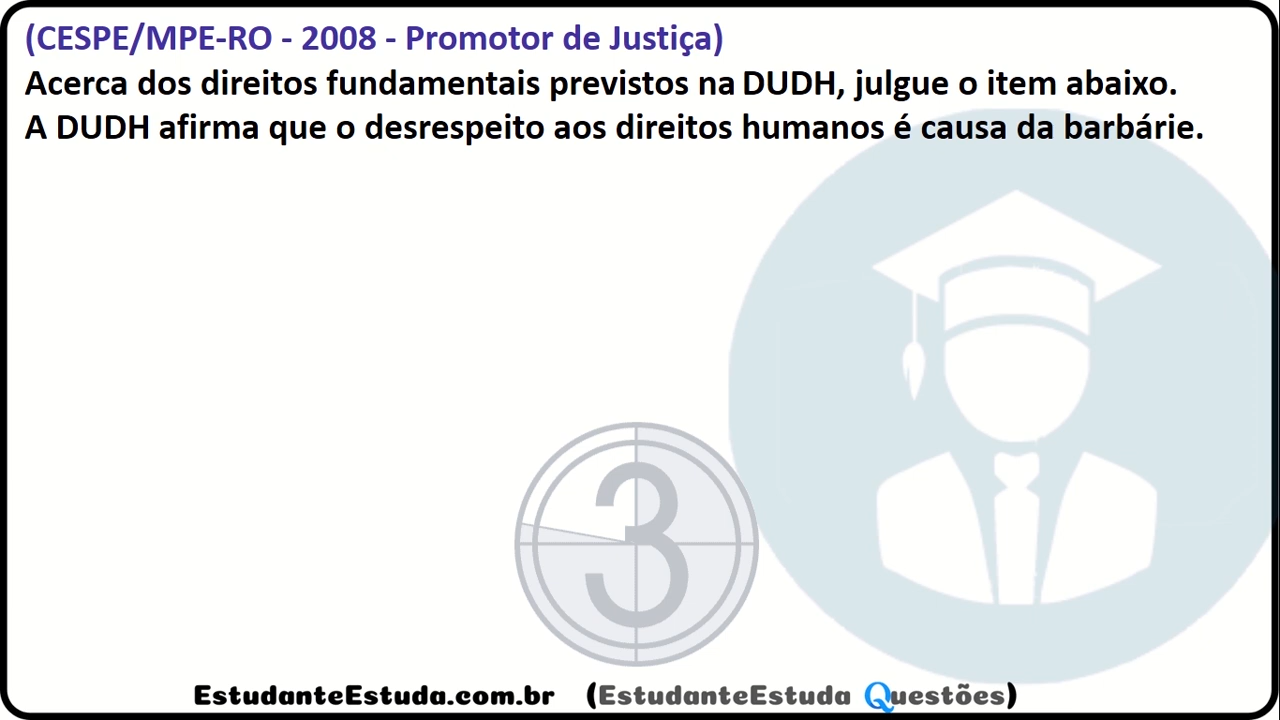 (CESPE/MPE-RO - 2008 - Promotor de Justiça)
Acerca dos direitos fundamentais previstos na DUDH, julgue o item abaixo.
A DUDH afirma que o desrespeito aos direitos humanos é causa da barbárie.
3
EstudanteEstuda.com.br (EstudanteEstuda Questões)